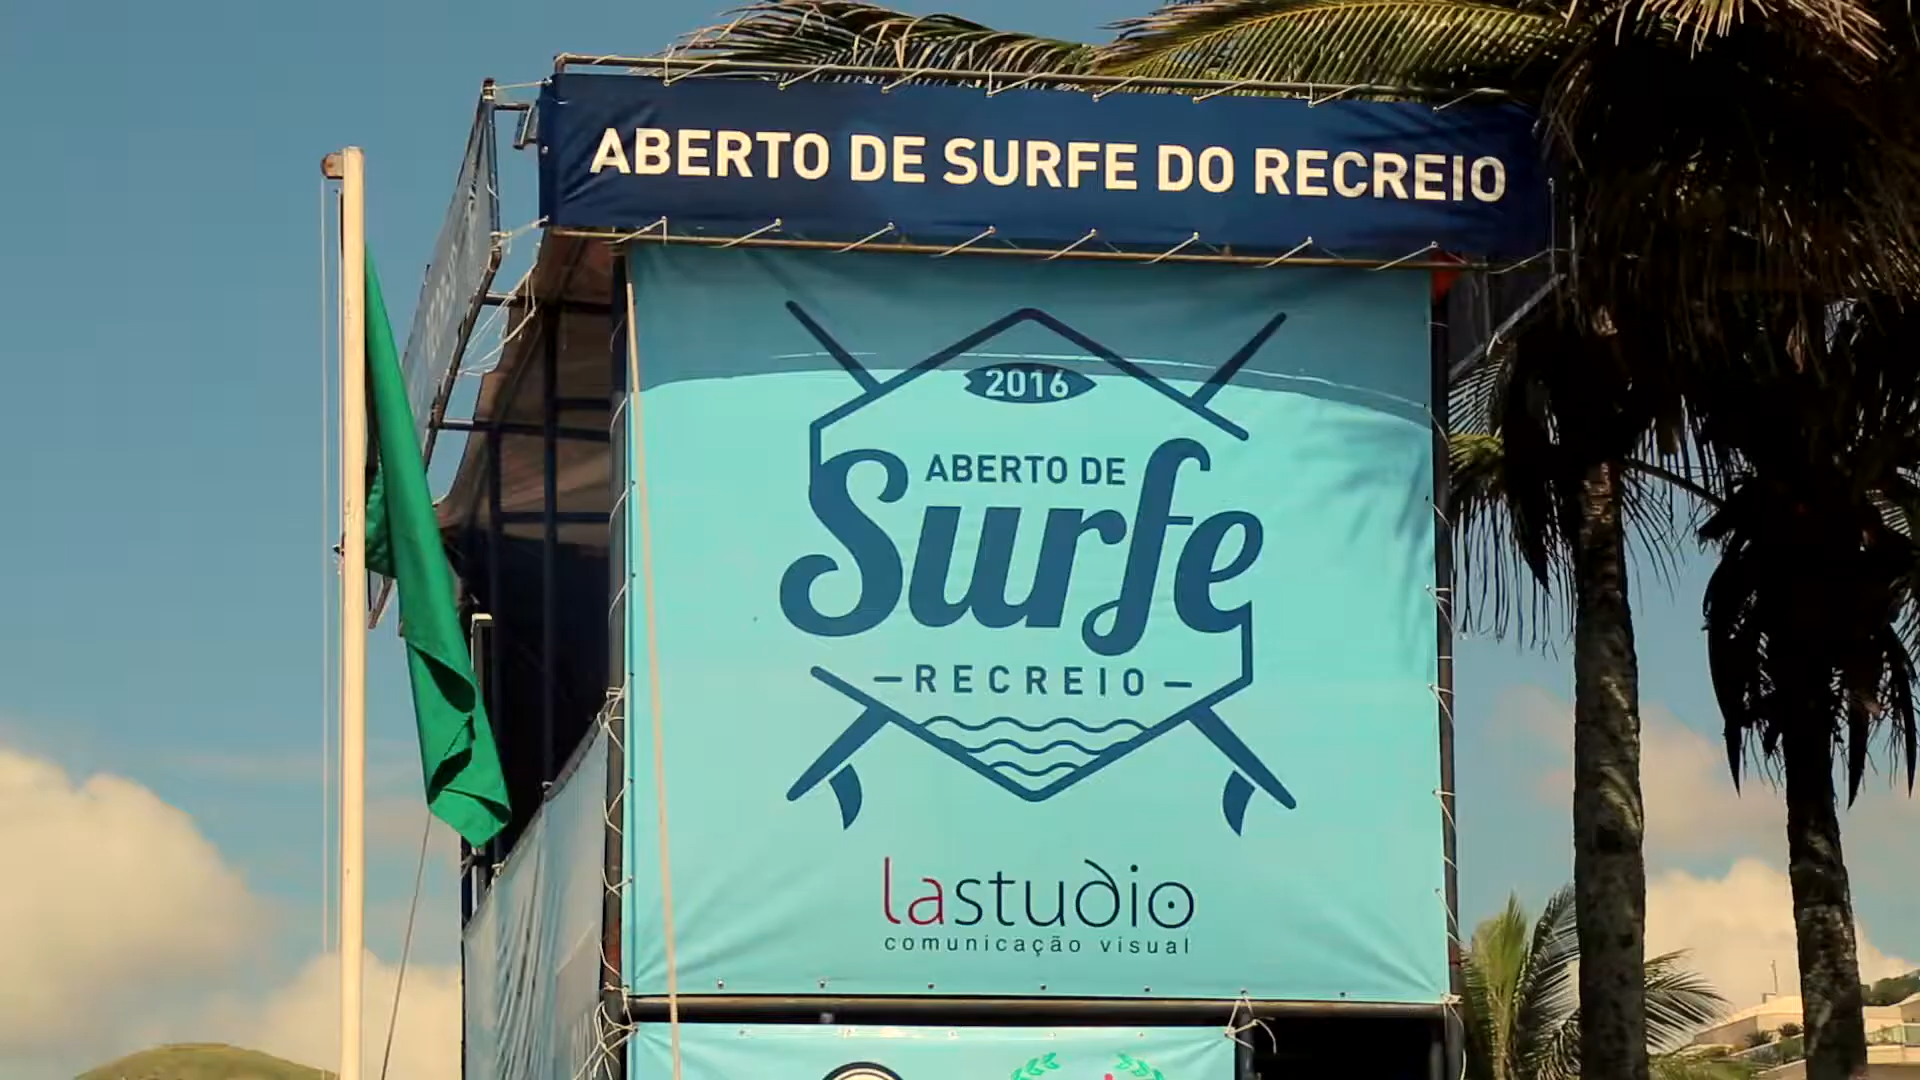 ABERTO DE SURFE DO RECREIO
2016
ABERTO DE
Surfe
RECREIO
lastudio
comunicação visual